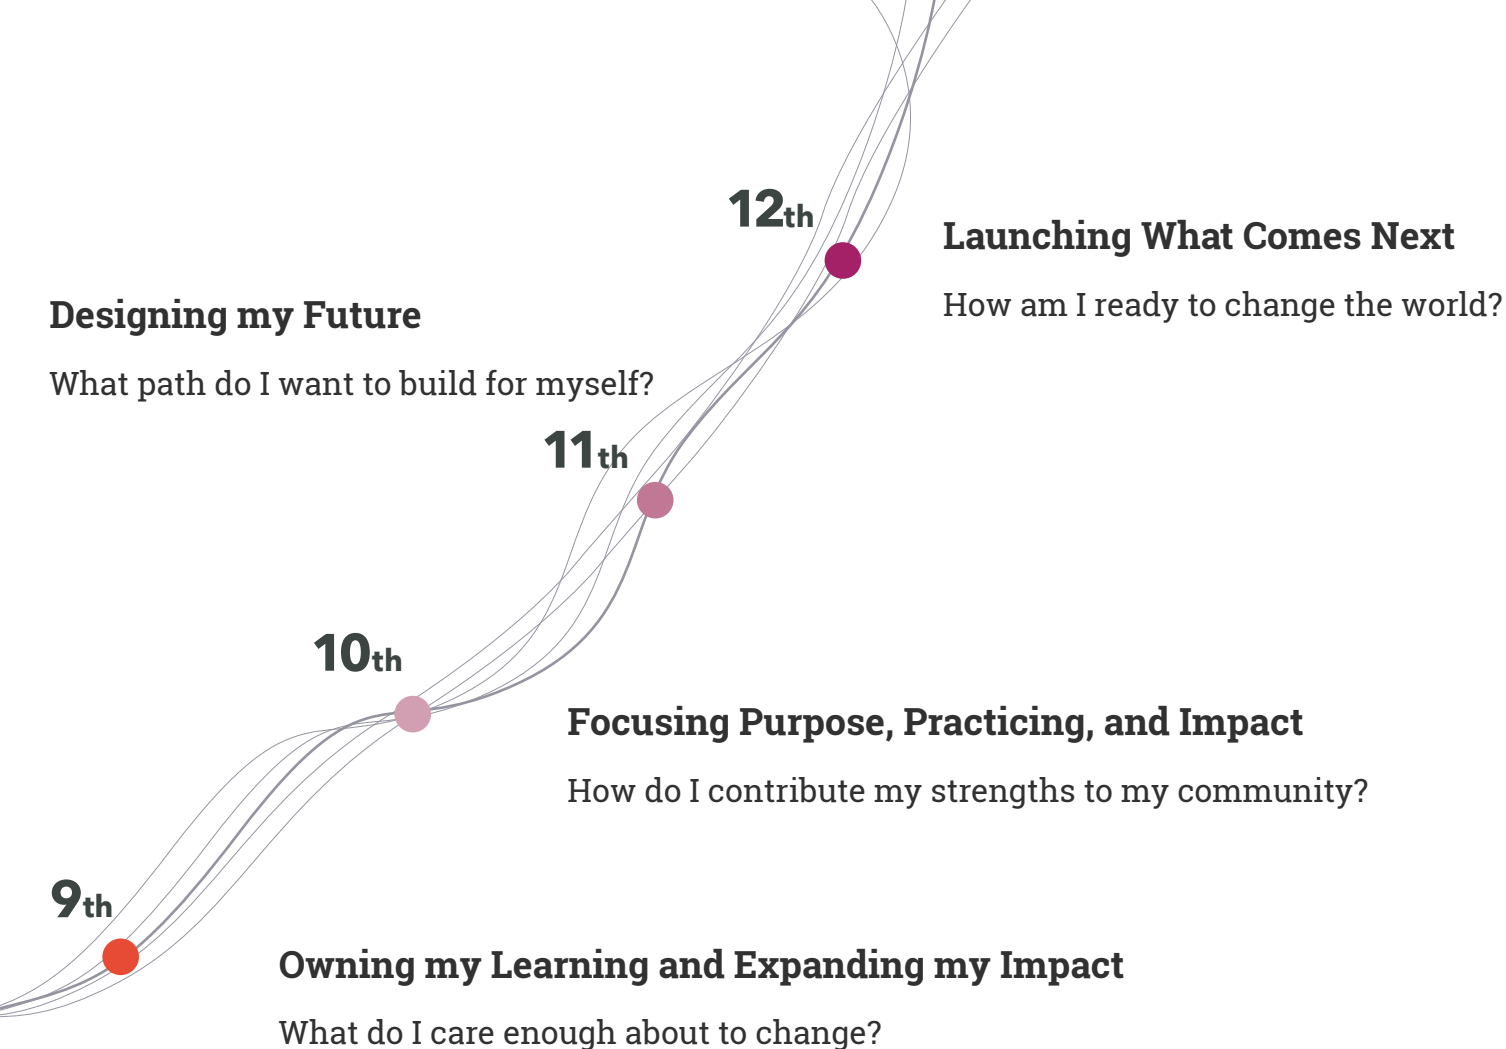 12th
Launching What Comes Next
How am I ready to change the world?
Designing my Future
What path do I want to build for myself?
11th
10th
Focusing Purpose, Practicing, and Impact
How do I contribute my strengths to my community?
9th
Owning my Learning and Expanding my Impact
What do I care enough about to change?